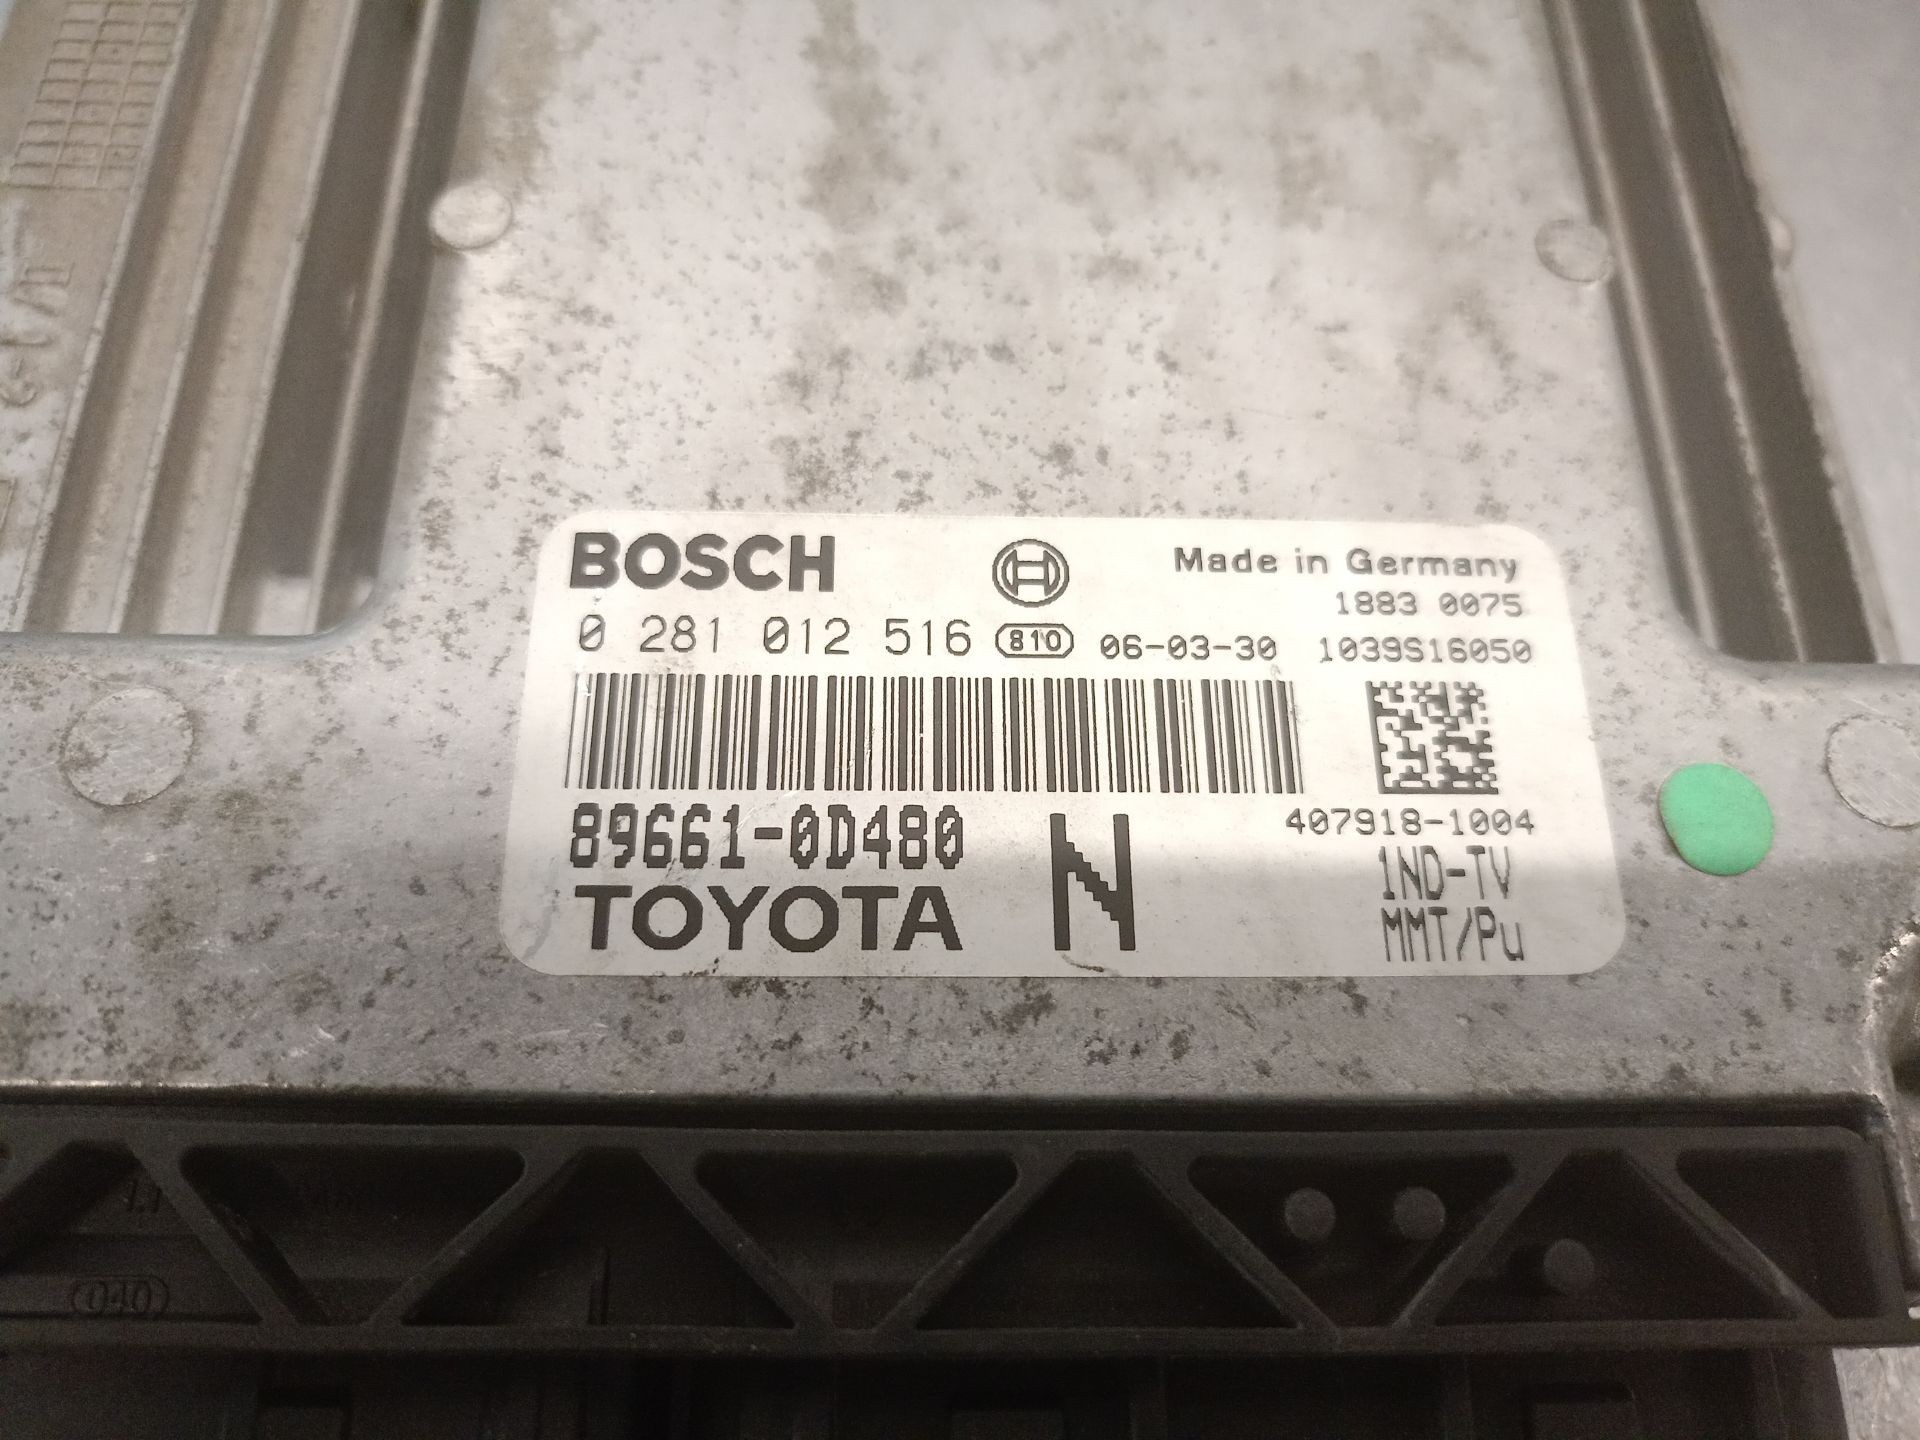 BOSCH
Made in Germany
1883 0075
0 281 012 516 810 06-03-30 1039S16050
407918-1004
89661-0D480
N
1ND-TV
TOYOTA
MMT/Pu
040